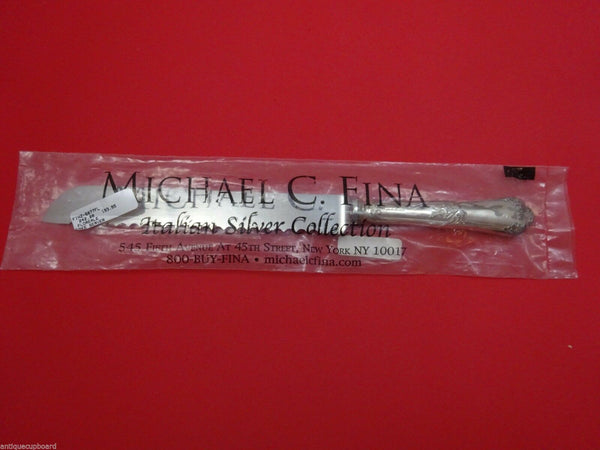 MICHAEL C. FINA
Italian Silver Collection
545 FIFTH AVENUE AT 45TH STREET, NEW YORK NY 10017
800-BUY-FINA • michaelcfina.com
antiquecupboard